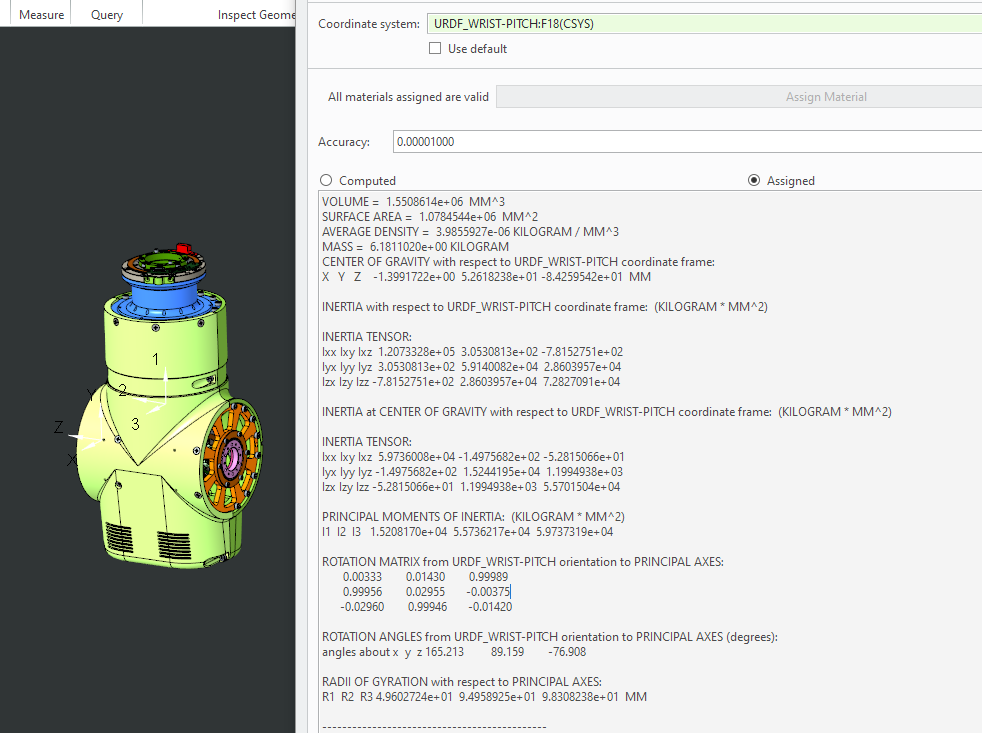 Measure Query Inspect Geome
Coordinate system: URDF_WRIST-PITCH:F18(CSYS)
Use default
All materials assigned are valid Assign Material
Accuracy: 0.00001000
Computed Assigned
VOLUME = 1.5508614e+06 MM^3
SURFACE AREA = 1.0784544e+06 MM^2
AVERAGE DENSITY = 3.9855927e-06 KILOGRAM / MM^3
MASS = 6.1811020e+00 KILOGRAM
CENTER OF GRAVITY with respect to URDF_WRIST-PITCH coordinate frame:
X Y Z -1.3991722e+00 5.2618238e+01 -8.4259542e+01 MM
INERTIA with respect to URDF_WRIST-PITCH coordinate frame: (KILOGRAM * MM^2)
INERTIA TENSOR:
Ixx Ixy Ixz 1.2073328e+05 3.0530813e+02 -7.8152751e+02
Iyx Iyy Iyz 3.0530813e+02 5.9140082e+04 2.8603957e+04
Izx Izy Izz -7.8152751e+02 2.8603957e+04 7.2827091e+04
INERTIA at CENTER OF GRAVITY with respect to URDF_WRIST-PITCH coordinate frame: (KILOGRAM * MM^2)
INERTIA TENSOR:
Ixx Ixy Ixz 5.9736008e+04 -1.4975682e+02 -5.2815066e+01
Iyx Iyy Iyz -1.4975682e+02 1.5244195e+04 1.1994938e+03
Izx Izy Izz -5.2815066e+01 1.1994938e+03 5.5701504e+04
PRINCIPAL MOMENTS OF INERTIA: (KILOGRAM * MM^2)
I1 I2 I3 1.5208170e+04 5.5736217e+04 5.9737319e+04
ROTATION MATRIX from URDF_WRIST-PITCH orientation to PRINCIPAL AXES:
0.00333 0.01430 0.99989
0.99956 0.02955 -0.00375
-0.02960 0.99946 -0.01420
ROTATION ANGLES from URDF_WRIST-PITCH orientation to PRINCIPAL AXES (degrees):
angles about x y z 165.213 89.159 -76.908
RADII OF GYRATION with respect to PRINCIPAL AXES:
R1 R2 R3 4.9602724e+01 9.4958925e+01 9.8308238e+01 MM
---------------------------------------------
1
2
Y
3
Z
X